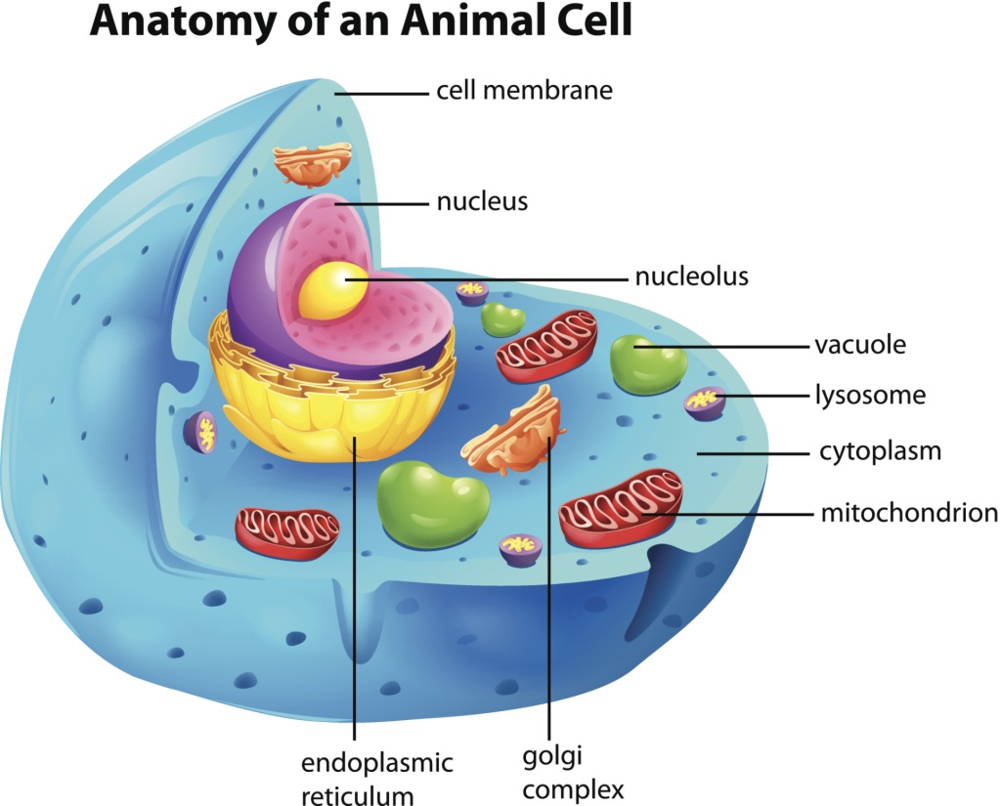 Anatomy of an Animal Cell
cell membrane
nucleus
nucleolus
vacuole
lysosome
cytoplasm
mitochondrion
endoplasmic
reticulum
golgi
complex